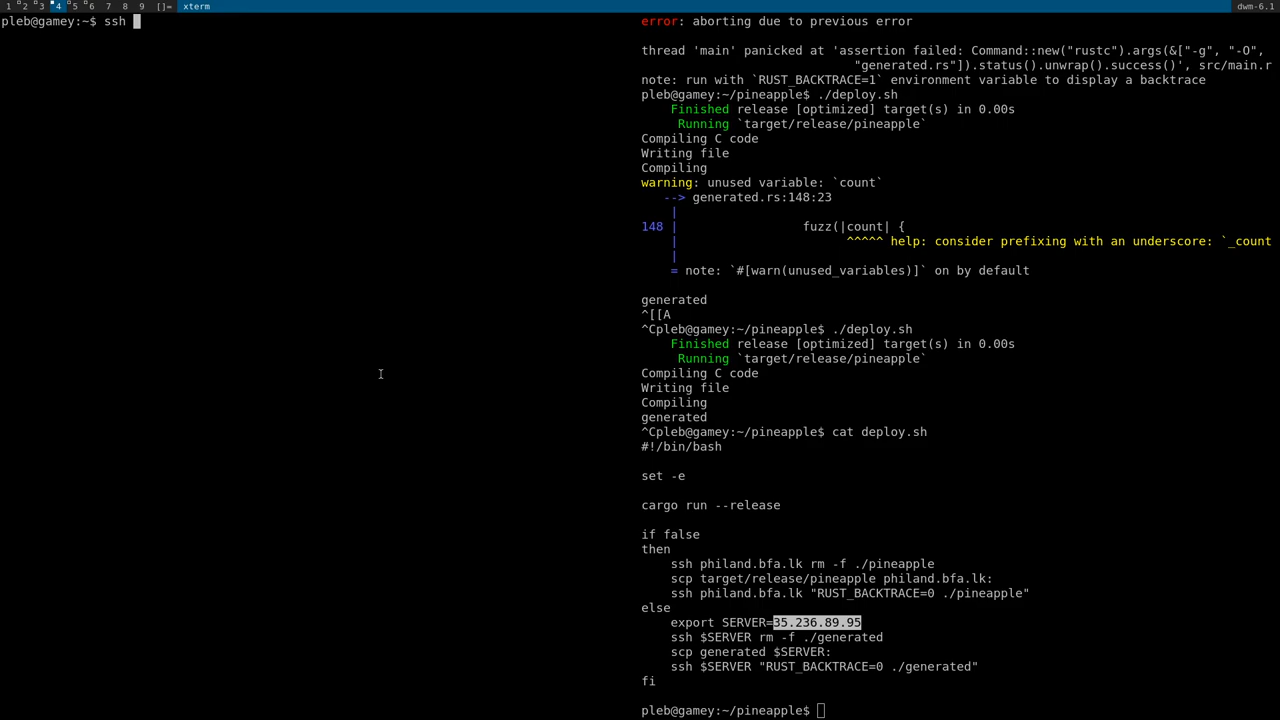 1 2 3 4 5 6 7 8 9 []= xterm dwm-6.1
pleb@gamey:~$ ssh
error: aborting due to previous error
thread 'main' panicked at 'assertion failed: Command::new("rustc").args(&["-g", "-O",
"generated.rs"]).status().unwrap().success()', src/main.r
note: run with `RUST_BACKTRACE=1` environment variable to display a backtrace
pleb@gamey:~/pineapple$ ./deploy.sh
Finished release [optimized] target(s) in 0.00s
Running `target/release/pineapple`
Compiling C code
Writing file
Compiling
warning: unused variable: `count`
--> generated.rs:148:23
|
148 | fuzz(|count| {
| ^^^^^ help: consider prefixing with an underscore: `_count
|
= note: `#[warn(unused_variables)]` on by default
generated
^[[A
^Cpleb@gamey:~/pineapple$ ./deploy.sh
Finished release [optimized] target(s) in 0.00s
Running `target/release/pineapple`
Compiling C code
Writing file
Compiling
generated
^Cpleb@gamey:~/pineapple$ cat deploy.sh
#!/bin/bash
set -e
cargo run --release
if false
then
ssh philand.bfa.lk rm -f ./pineapple
scp target/release/pineapple philand.bfa.lk:
ssh philand.bfa.lk "RUST_BACKTRACE=0 ./pineapple"
else
export SERVER=35.236.89.95
ssh $SERVER rm -f ./generated
scp generated $SERVER:
ssh $SERVER "RUST_BACKTRACE=0 ./generated"
fi
pleb@gamey:~/pineapple$